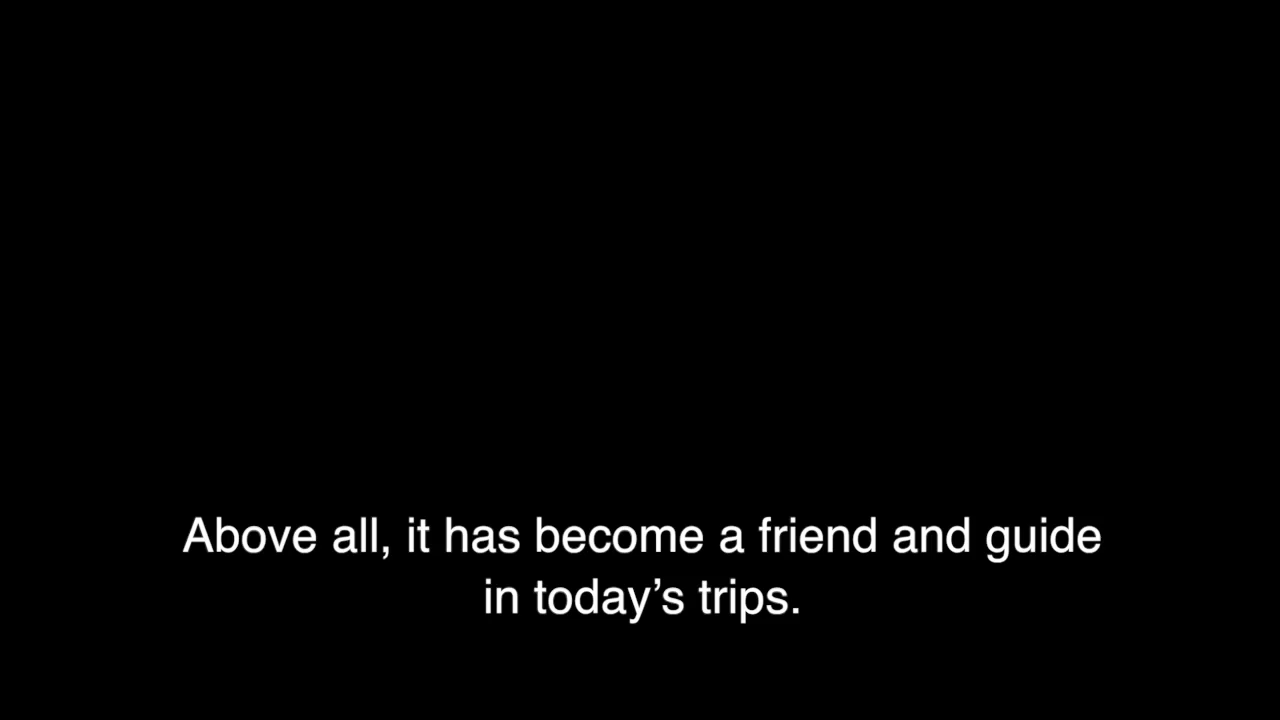 Above all, it has become a friend and guide
in today’s trips.